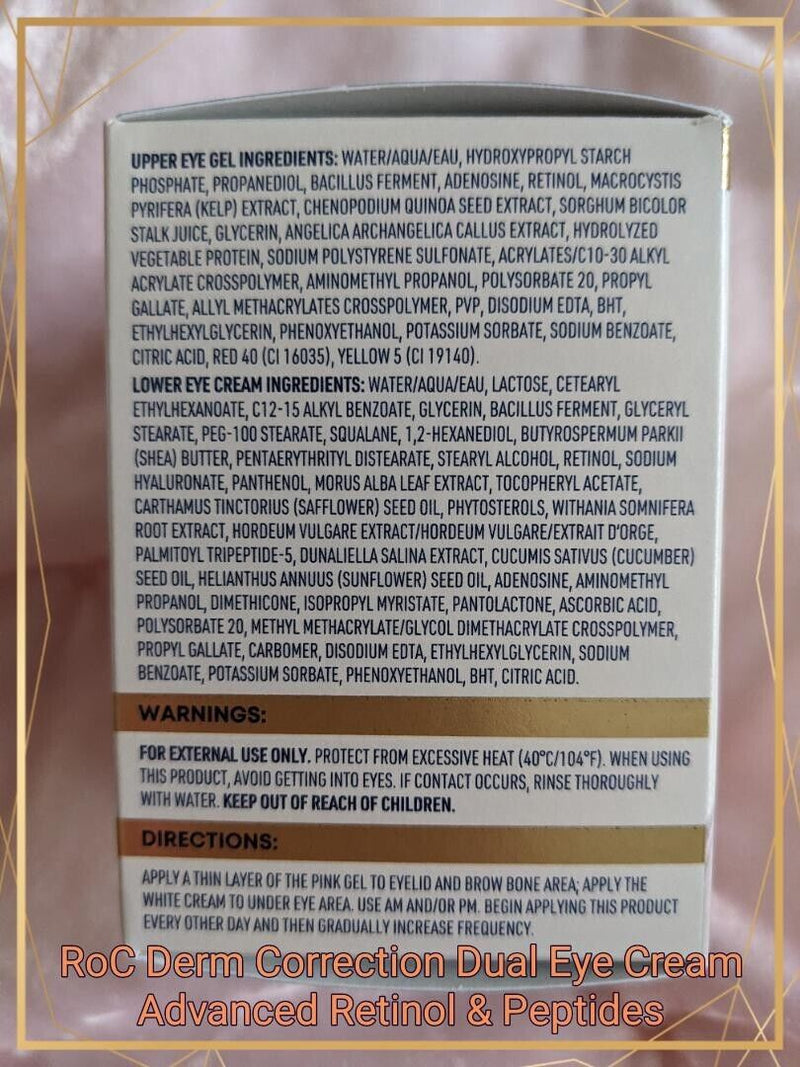 UPPER EYE GEL INGREDIENTS: WATER/AQUA/EAU, HYDROXYPROPYL STARCH
PHOSPHATE, PROPANEDIOL, BACILLUS FERMENT, ADENOSINE, RETINOL, MACROCYSTIS
PYRIFERA (KELP) EXTRACT, CHENOPODIUM QUINOA SEED EXTRACT, SORGHUM BICOLOR
STALK JUICE, GLYCERIN, ANGELICA ARCHANGELICA CALLUS EXTRACT, HYDROLYZED
VEGETABLE PROTEIN, SODIUM POLYSTYRENE SULFONATE, ACRYLATES/C10-30 ALKYL
ACRYLATE CROSSPOLYMER, AMINOMETHYL PROPANOL, POLYSORBATE 20, PROPYL
GALLATE, ALLYL METHACRYLATES CROSSPOLYMER, PVP, DISODIUM EDTA, BHT,
ETHYLHEXYLGLYCERIN, PHENOXYETHANOL, POTASSIUM SORBATE, SODIUM BENZOATE,
CITRIC ACID, RED 40 (CI 16035), YELLOW 5 (CI 19140).
LOWER EYE CREAM INGREDIENTS: WATER/AQUA/EAU, LACTOSE, CETEARYL
ETHYLHEXANOATE, C12-15 ALKYL BENZOATE, GLYCERIN, BACILLUS FERMENT, GLYCERYL
STEARATE, PEG-100 STEARATE, SQUALANE, 1,2-HEXANEDIOL, BUTYROSPERMUM PARKII
(SHEA) BUTTER, PENTAERYTHRITYL DISTEARATE, STEARYL ALCOHOL, RETINOL, SODIUM
HYALURONATE, PANTHENOL, MORUS ALBA LEAF EXTRACT, TOCOPHERYL ACETATE,
CARTHAMUS TINCTORIUS (SAFFLOWER) SEED OIL, PHYTOSTEROLS, WITHANIA SOMNIFERA
ROOT EXTRACT, HORDEUM VULGARE EXTRACT/HORDEUM VULGARE/EXTRAIT D'ORGE,
PALMITOYL TRIPEPTIDE-5, DUNALIELLA SALINA EXTRACT, CUCUMIS SATIVUS (CUCUMBER)
SEED OIL, HELIANTHUS ANNUUS (SUNFLOWER) SEED OIL, ADENOSINE, AMINOMETHYL
PROPANOL, DIMETHICONE, ISOPROPYL MYRISTATE, PANTOLACTONE, ASCORBIC ACID,
POLYSORBATE 20, METHYL METHACRYLATE/GLYCOL DIMETHACRYLATE CROSSPOLYMER,
PROPYL GALLATE, CARBOMER, DISODIUM EDTA, ETHYLHEXYLGLYCERIN, SODIUM
BENZOATE, POTASSIUM SORBATE, PHENOXYETHANOL, BHT, CITRIC ACID.
WARNINGS:
FOR EXTERNAL USE ONLY. PROTECT FROM EXCESSIVE HEAT (40°C/104°F). WHEN USING
THIS PRODUCT, AVOID GETTING INTO EYES. IF CONTACT OCCURS, RINSE THOROUGHLY
WITH WATER. KEEP OUT OF REACH OF CHILDREN.
DIRECTIONS:
APPLY A THIN LAYER OF THE PINK GEL TO EYELID AND BROW BONE AREA; APPLY THE
WHITE CREAM TO UNDER EYE AREA. USE AM AND/OR PM. BEGIN APPLYING THIS PRODUCT
EVERY OTHER DAY AND THEN GRADUALLY INCREASE FREQUENCY.
RoC Derm Correction Dual Eye Cream
Advanced Retinol & Peptides